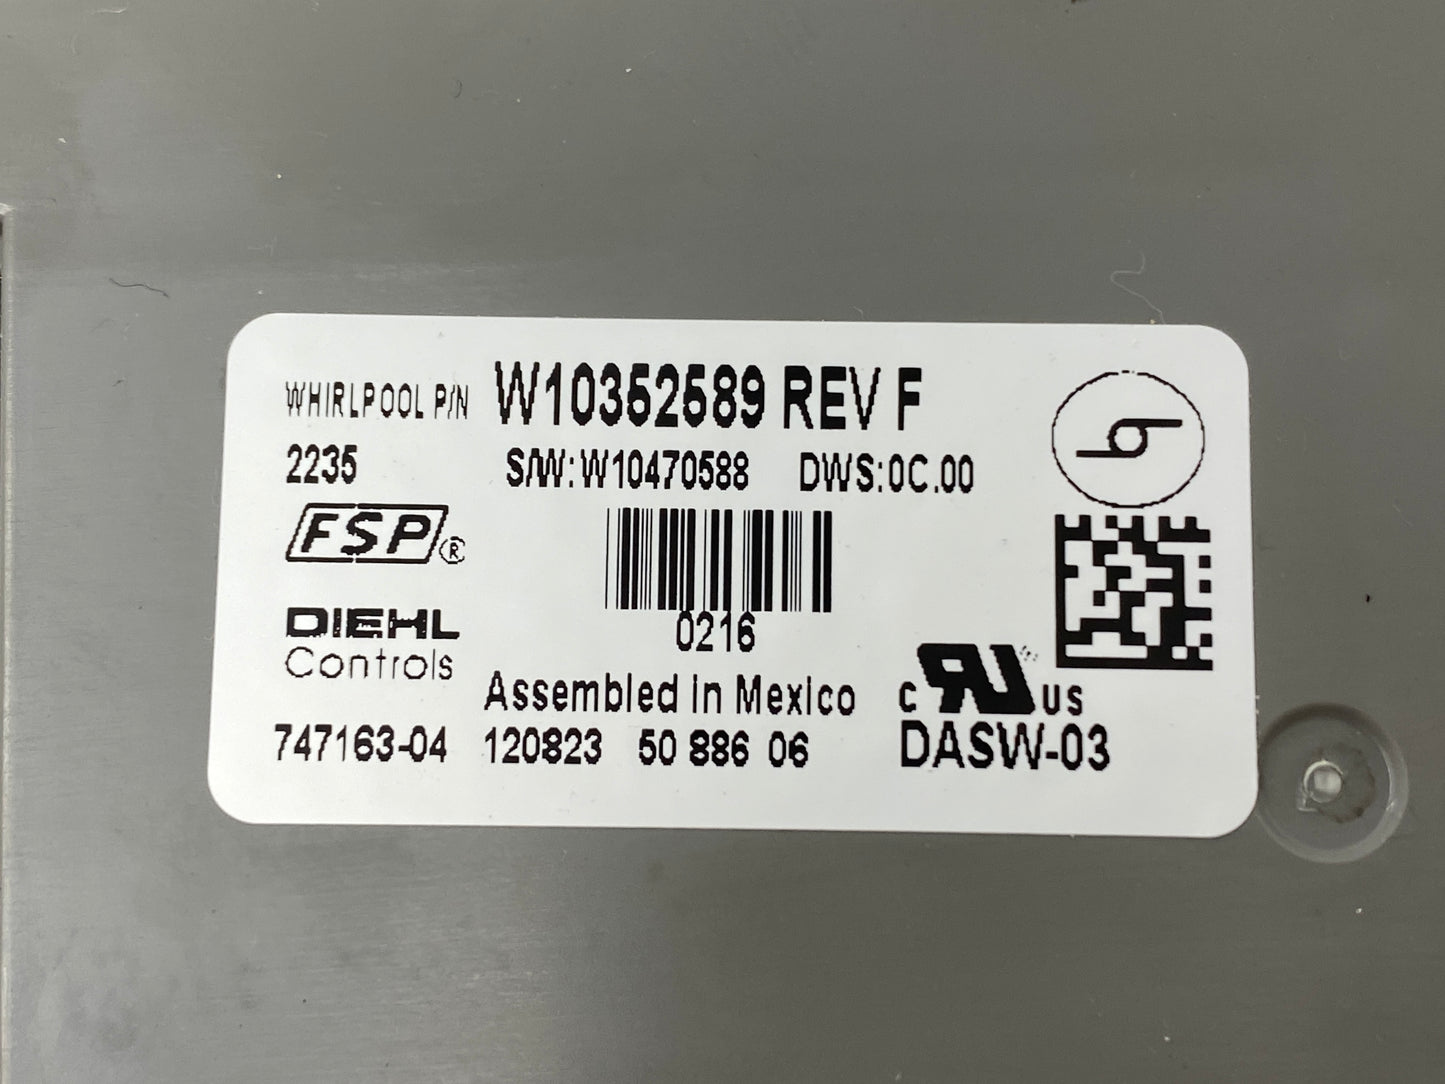 WHIRLPOOL P/N W10352589 REV F
2235 S/W:W10470588 DWS:0C.00
FSP®
0216
DIEHL
Controls
Assembled in Mexico
c RU US
747163-04 120823 50 886 06 DASW-03